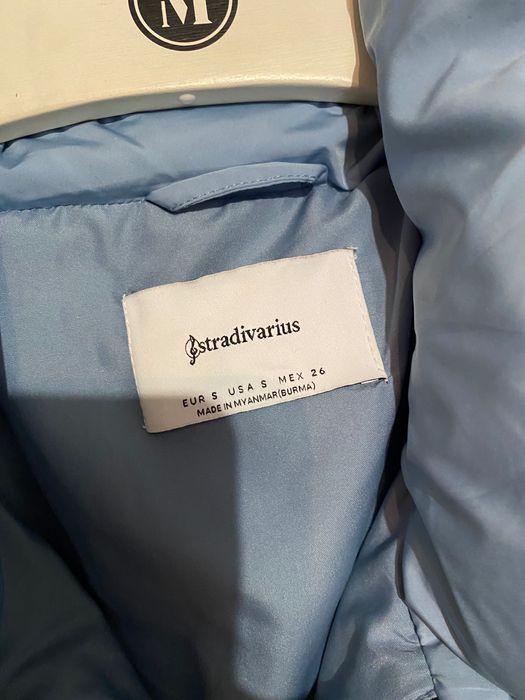 M
stradivarius
EUR S USA S MEX 26
MADE IN MYANMAR(BURMA)